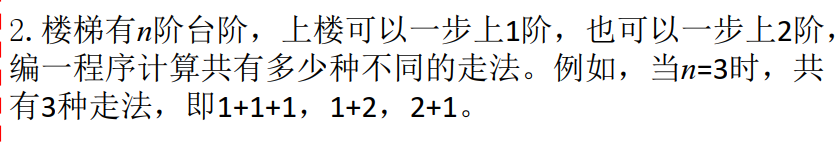 2. 楼梯有n阶台阶，上楼可以一步上1阶，也可以一步上2阶，
编一程序计算共有多少种不同的走法。例如，当n=3时，共
有3种走法，即1+1+1，1+2，2+1。